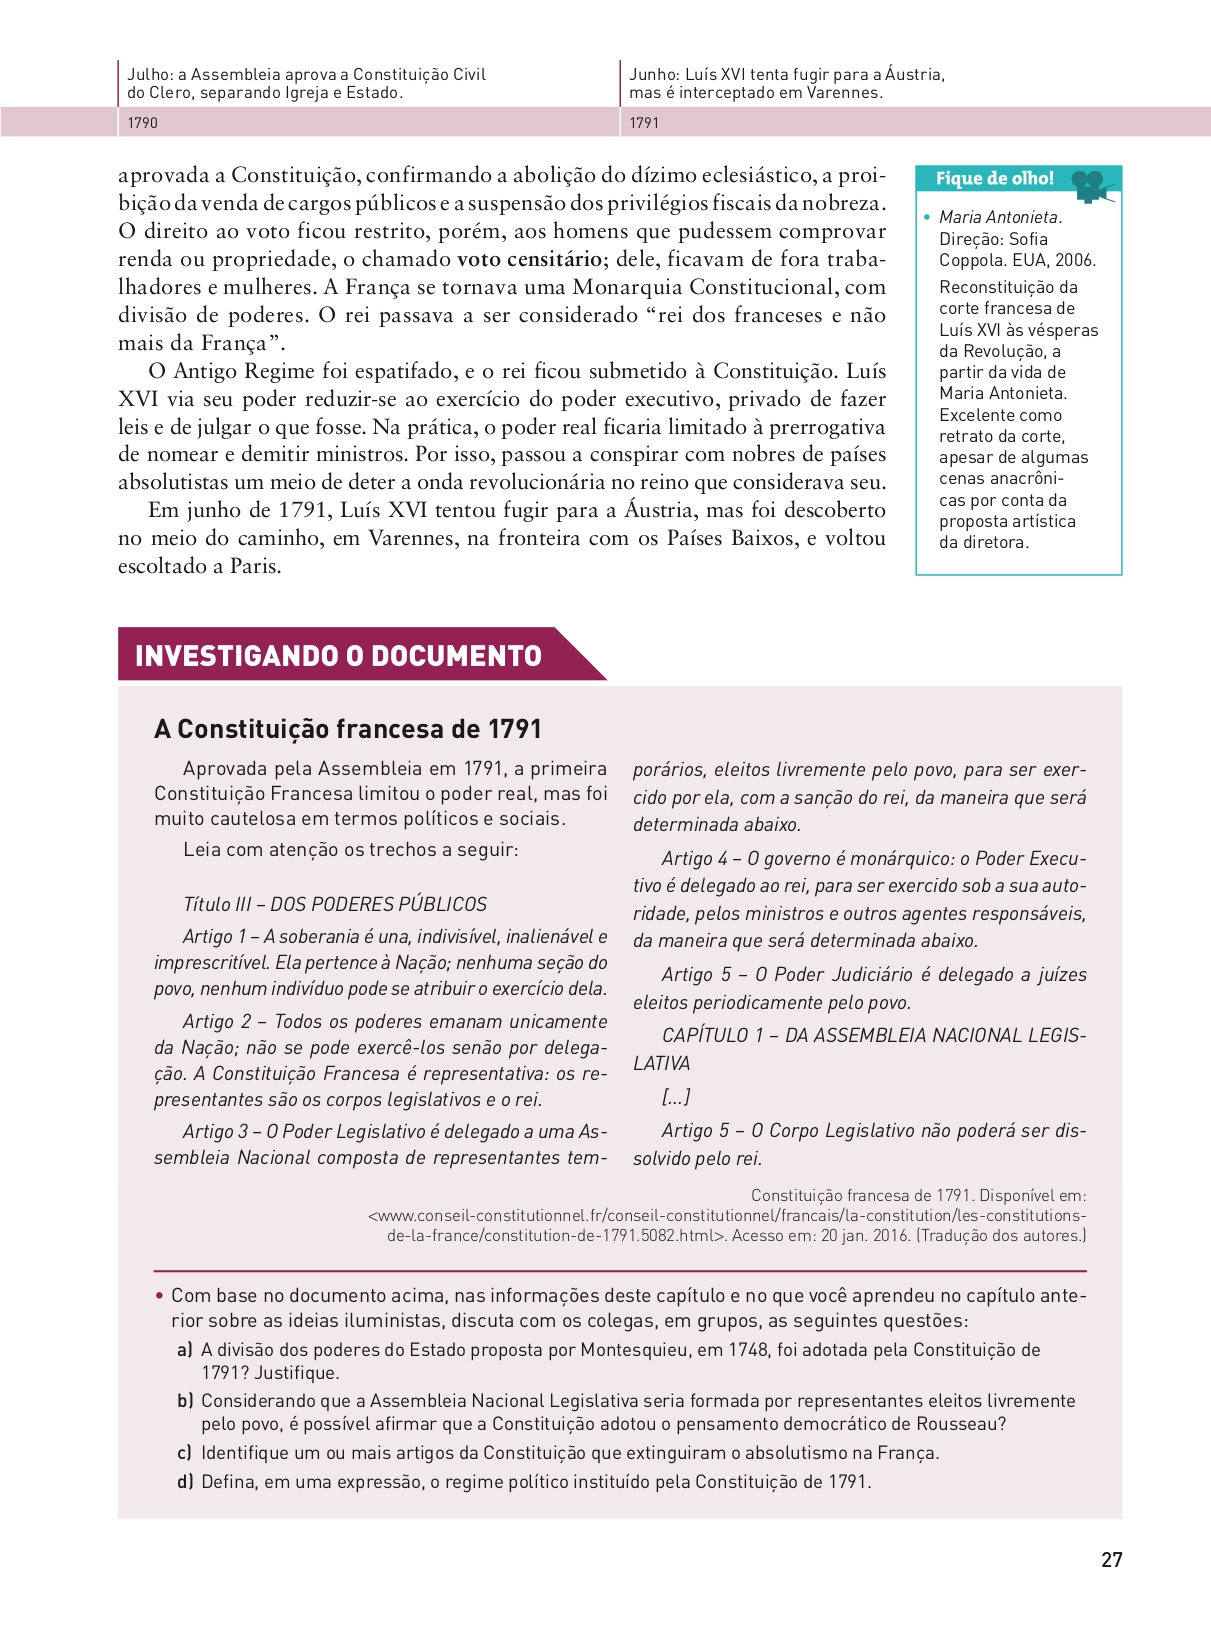 Julho: a Assembleia aprova a Constituição Civil
do Clero, separando Igreja e Estado.
Junho: Luís XVI tenta fugir para a Áustria,
mas é interceptado em Varennes.
1790
1791
aprovada a Constituição, confirmando a abolição do dízimo eclesiástico, a proi-
bição da venda de cargos públicos e a suspensão dos privilégios fiscais da nobreza.
O direito ao voto ficou restrito, porém, aos homens que pudessem comprovar
renda ou propriedade, o chamado voto censitário; dele, ficavam de fora traba-
lhadores e mulheres. A França se tornava uma Monarquia Constitucional, com
divisão de poderes. O rei passava a ser considerado “rei dos franceses e não
mais da França”.
O Antigo Regime foi espatifado, e o rei ficou submetido à Constituição. Luís
XVI via seu poder reduzir-se ao exercício do poder executivo, privado de fazer
leis e de julgar o que fosse. Na prática, o poder real ficaria limitado à prerrogativa
de nomear e demitir ministros. Por isso, passou a conspirar com nobres de países
absolutistas um meio de deter a onda revolucionária no reino que considerava seu.
Em junho de 1791, Luís XVI tentou fugir para a Áustria, mas foi descoberto
no meio do caminho, em Varennes, na fronteira com os Países Baixos, e voltou
escoltado a Paris.
Fique de olho!
• Maria Antonieta.
Direção: Sofia
Coppola. EUA, 2006.
Reconstituição da
corte francesa de
Luís XVI às vésperas
da Revolução, a
partir da vida de
Maria Antonieta.
Excelente como
retrato da corte,
apesar de algumas
cenas anacrôni-
cas por conta da
proposta artística
da diretora.
INVESTIGANDO O DOCUMENTO
A Constituição francesa de 1791
Aprovada pela Assembleia em 1791, a primeira
Constituição Francesa limitou o poder real, mas foi
muito cautelosa em termos políticos e sociais.
Leia com atenção os trechos a seguir:
Título III – DOS PODERES PÚBLICOS
Artigo 1 – A soberania é una, indivisível, inalienável e
imprescritível. Ela pertence à Nação; nenhuma seção do
povo, nenhum indivíduo pode se atribuir o exercício dela.
Artigo 2 – Todos os poderes emanam unicamente
da Nação; não se pode exercê-los senão por delega-
ção. A Constituição Francesa é representativa: os re-
presentantes são os corpos legislativos e o rei.
Artigo 3 – O Poder Legislativo é delegado a uma As-
sembleia Nacional composta de representantes tem-
porários, eleitos livremente pelo povo, para ser exer-
cido por ela, com a sanção do rei, da maneira que será
determinada abaixo.
Artigo 4 – O governo é monárquico: o Poder Execu-
tivo é delegado ao rei, para ser exercido sob a sua auto-
ridade, pelos ministros e outros agentes responsáveis,
da maneira que será determinada abaixo.
Artigo 5 – O Poder Judiciário é delegado a juízes
eleitos periodicamente pelo povo.
CAPÍTULO 1 – DA ASSEMBLEIA NACIONAL LEGIS-
LATIVA
[...]
Artigo 5 – O Corpo Legislativo não poderá ser dis-
solvido pelo rei.
Constituição francesa de 1791. Disponível em:
<www.conseil-constitutionnel.fr/conseil-constitutionnel/francais/la-constitution/les-constitutions-
de-la-france/constitution-de-1791.5082.html>. Acesso em: 20 jan. 2016. (Tradução dos autores.)
• Com base no documento acima, nas informações deste capítulo e no que você aprendeu no capítulo ante-
rior sobre as ideias iluministas, discuta com os colegas, em grupos, as seguintes questões:
a) A divisão dos poderes do Estado proposta por Montesquieu, em 1748, foi adotada pela Constituição de
1791? Justifique.
b) Considerando que a Assembleia Nacional Legislativa seria formada por representantes eleitos livremente
pelo povo, é possível afirmar que a Constituição adotou o pensamento democrático de Rousseau?
c) Identifique um ou mais artigos da Constituição que extinguiram o absolutismo na França.
d) Defina, em uma expressão, o regime político instituído pela Constituição de 1791.
27